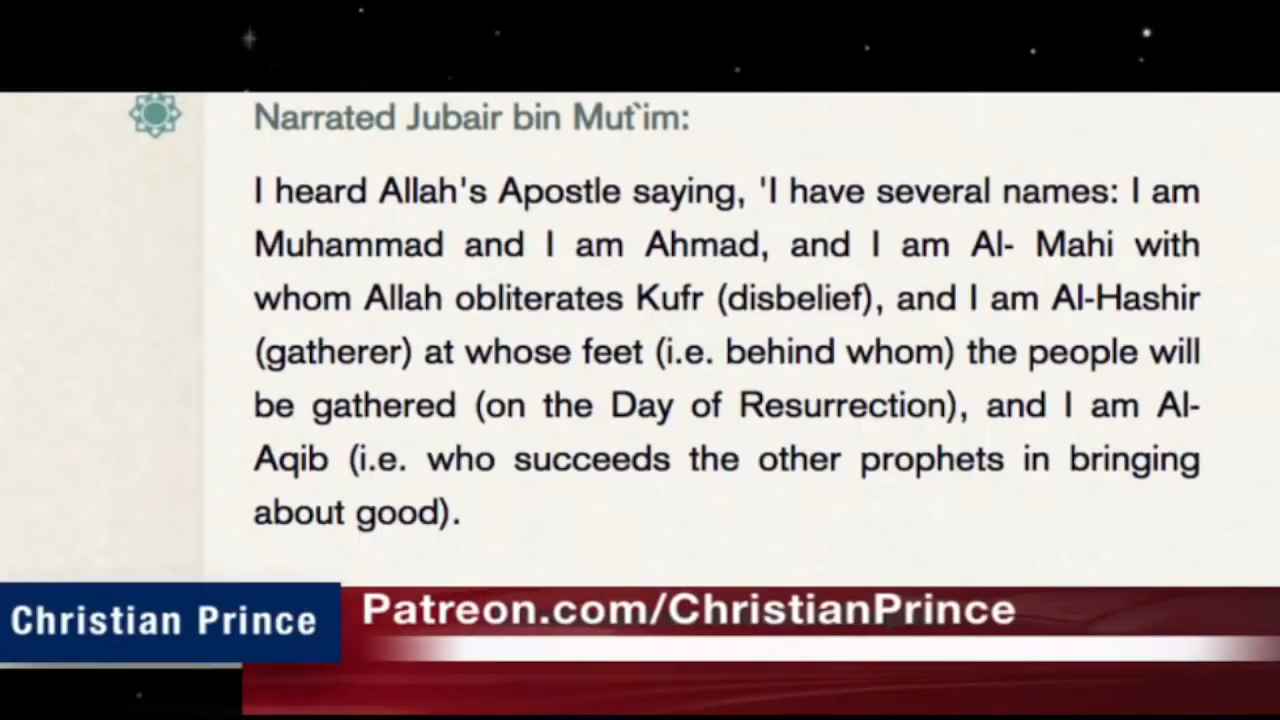 Narrated Jubair bin Mut`im:
I heard Allah's Apostle saying, 'I have several names: I am
Muhammad and I am Ahmad, and I am Al- Mahi with
whom Allah obliterates Kufr (disbelief), and I am Al-Hashir
(gatherer) at whose feet (i.e. behind whom) the people will
be gathered (on the Day of Resurrection), and I am Al-
Aqib (i.e. who succeeds the other prophets in bringing
about good).
Christian Prince
Patreon.com/ChristianPrince